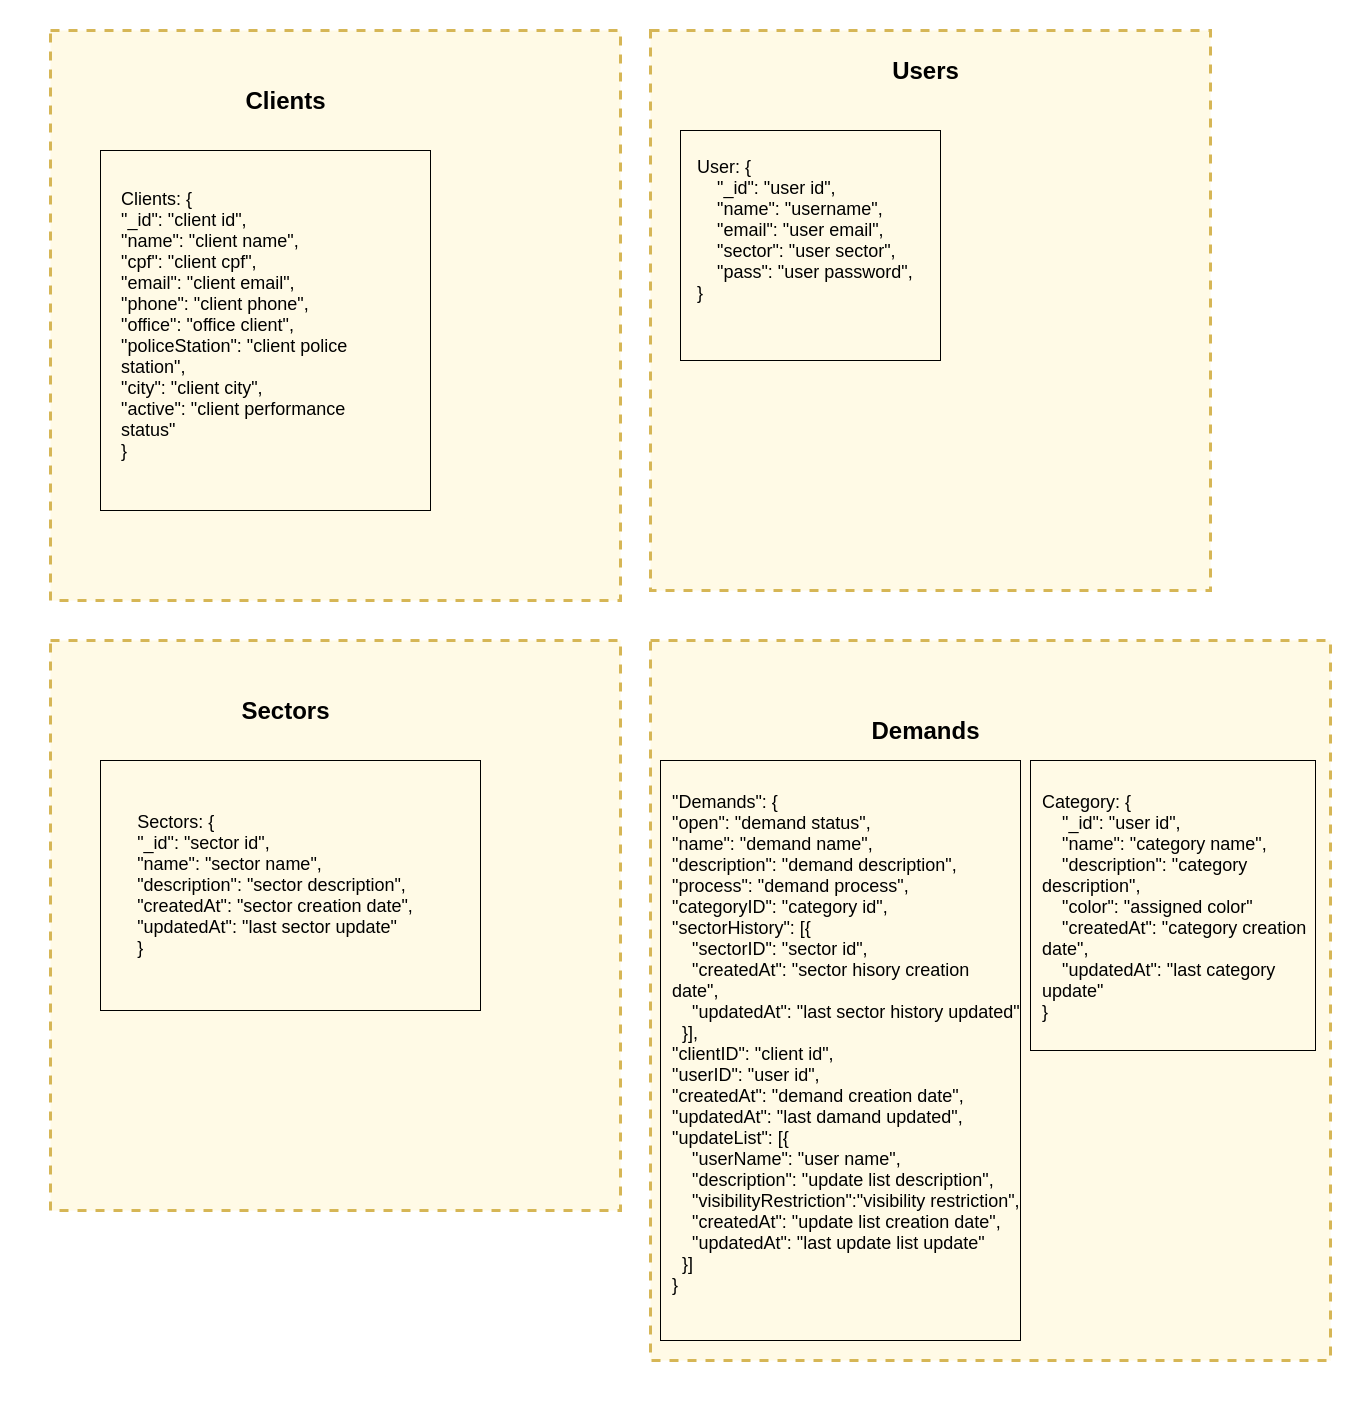 Clients
Clients: {
"_id": "client id",
"name": "client name",
"cpf": "client cpf",
"email": "client email",
"phone": "client phone",
"office": "office client",
"policeStation": "client police
station",
"city": "client city",
"active": "client performance
status"
}
Users
User: {
"_id": "user id",
"name": "username",
"email": "user email",
"sector": "user sector",
"pass": "user password",
}
Sectors
Sectors: {
"_id": "sector id",
"name": "sector name",
"description": "sector description",
"createdAt": "sector creation date",
"updatedAt": "last sector update"
}
Demands
"Demands": {
"open": "demand status",
"name": "demand name",
"description": "demand description",
"process": "demand process",
"categoryID": "category id",
"sectorHistory": [{
"sectorID": "sector id",
"createdAt": "sector hisory creation
date",
"updatedAt": "last sector history updated"
}],
"clientID": "client id",
"userID": "user id",
"createdAt": "demand creation date",
"updatedAt": "last damand updated",
"updateList": [{
"userName": "user name",
"description": "update list description",
"visibilityRestriction":"visibility restriction",
"createdAt": "update list creation date",
"updatedAt": "last update list update"
}]
}
Category: {
"_id": "user id",
"name": "category name",
"description": "category
description",
"color": "assigned color"
"createdAt": "category creation
date",
"updatedAt": "last category
update"
}